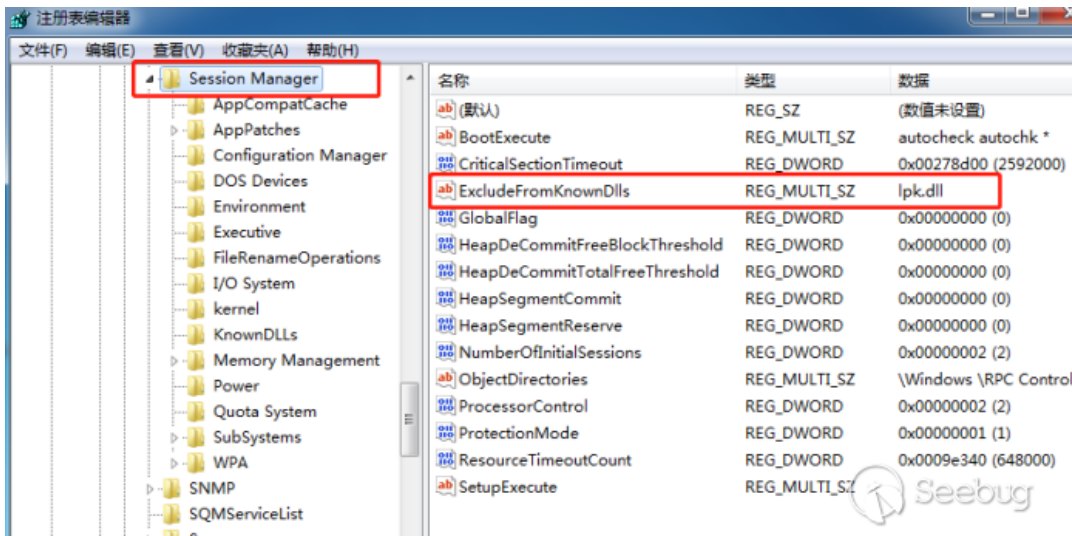 注册表编辑器
文件(F) 编辑(E) 查看(V) 收藏夹(A) 帮助(H)
Session Manager
AppCompatCache
AppPatches
Configuration Manager
DOS Devices
Environment
Executive
FileRenameOperations
I/O System
kernel
KnownDLLs
Memory Management
Power
Quota System
SubSystems
WPA
SNMP
SQMServiceList
名称 类型 数据
(默认) REG_SZ (数值未设置)
BootExecute REG_MULTI_SZ autocheck autochk *
CriticalSectionTimeout REG_DWORD 0x00278d00 (2592000)
ExcludeFromKnownDlls REG_MULTI_SZ lpk.dll
GlobalFlag REG_DWORD 0x00000000 (0)
HeapDeCommitFreeBlockThreshold REG_DWORD 0x00000000 (0)
HeapDeCommitTotalFreeThreshold REG_DWORD 0x00000000 (0)
HeapSegmentCommit REG_DWORD 0x00000000 (0)
HeapSegmentReserve REG_DWORD 0x00000000 (0)
NumberOfInitialSessions REG_DWORD 0x00000002 (2)
ObjectDirectories REG_MULTI_SZ \Windows \RPC Control
ProcessorControl REG_DWORD 0x00000002 (2)
ProtectionMode REG_DWORD 0x00000001 (1)
ResourceTimeoutCount REG_DWORD 0x0009e340 (648000)
SetupExecute REG_MULTI_SZ
Seebug